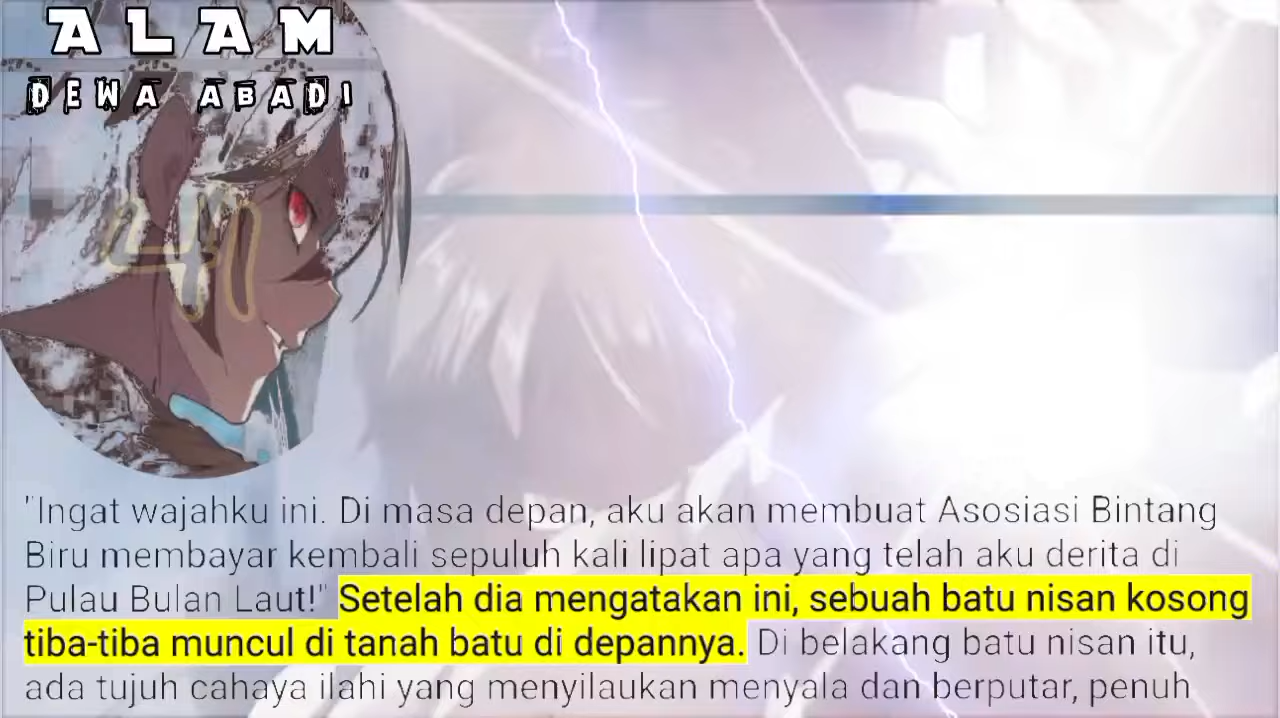 ALAM
DEWA ABADI
41
"Ingat wajahku ini. Di masa depan, aku akan membuat Asosiasi Bintang
Biru membayar kembali sepuluh kali lipat apa yang telah aku derita di
Pulau Bulan Laut!" Setelah dia mengatakan ini, sebuah batu nisan kosong
tiba-tiba muncul di tanah batu di depannya. Di belakang batu nisan itu,
ada tujuh cahaya ilahi yang menyilaukan menyala dan berputar, penuh